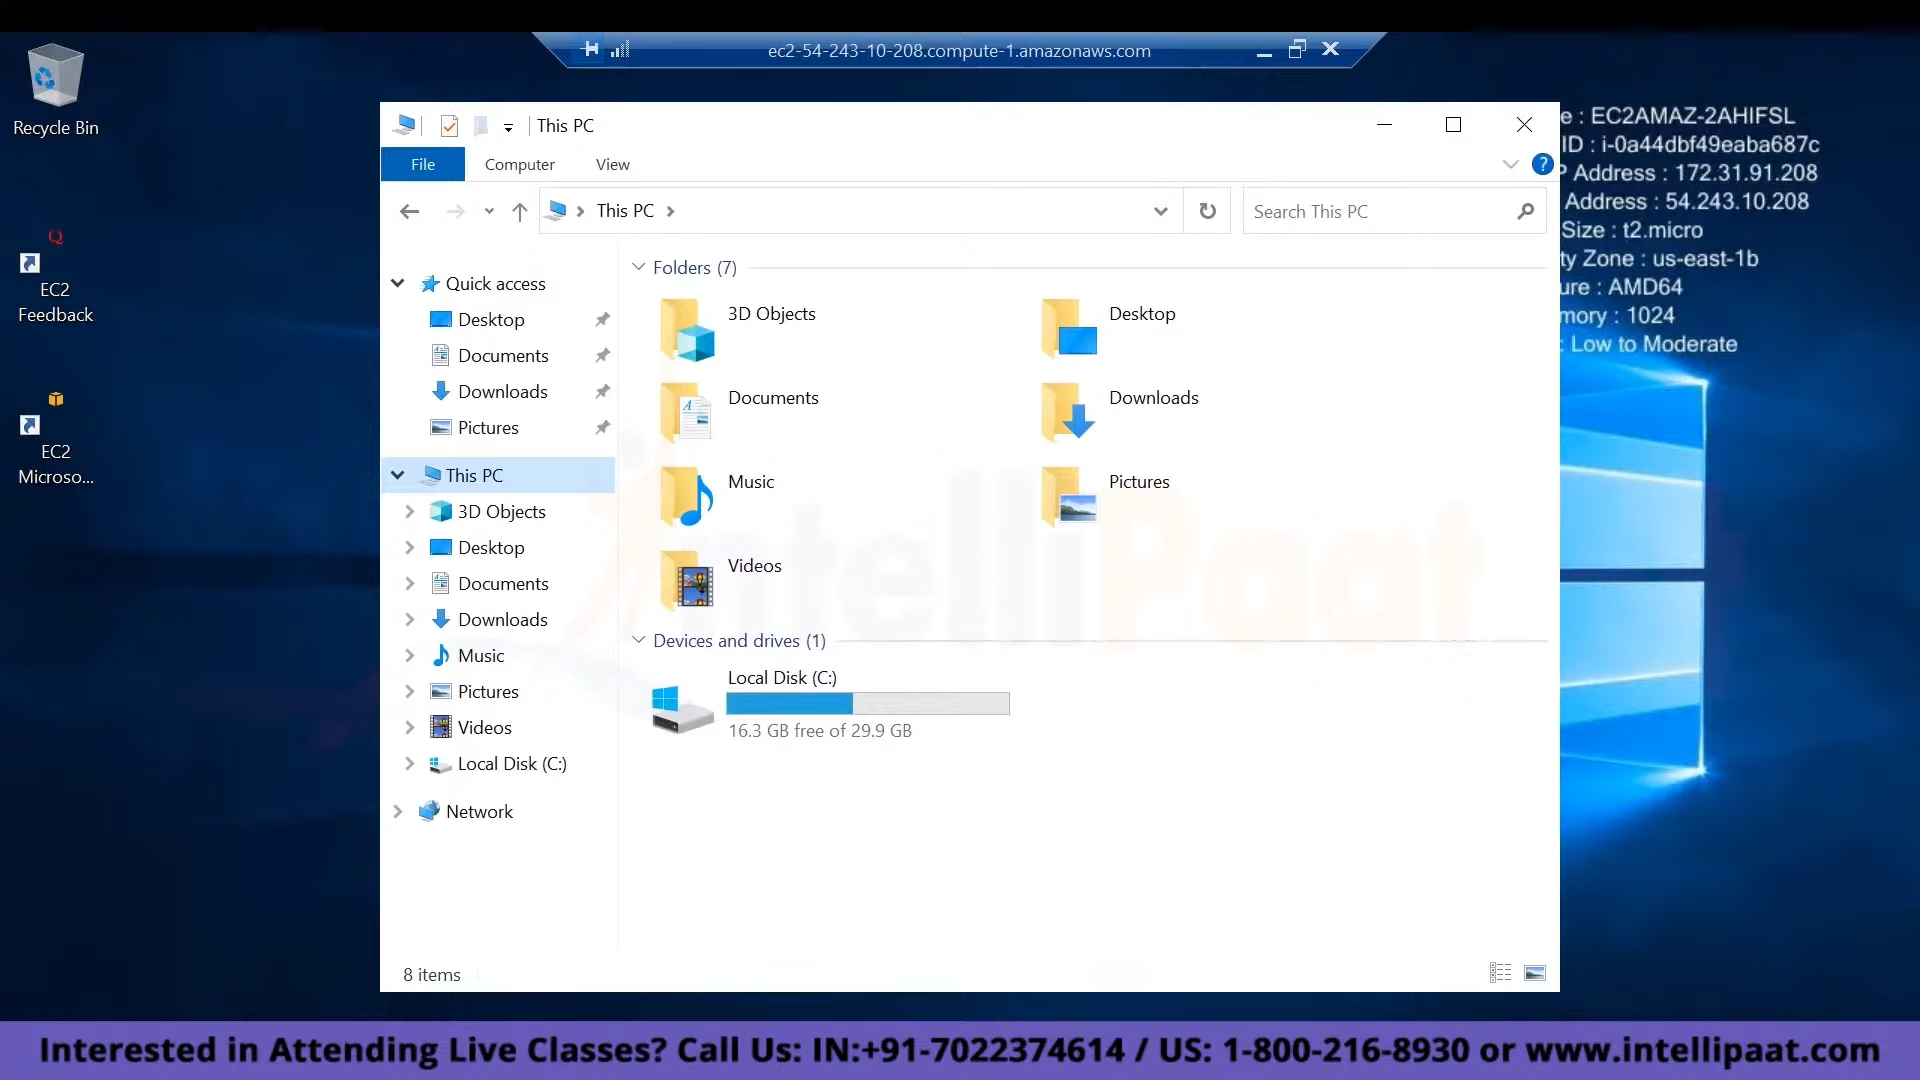 ec2-54-243-10-208.compute-1.amazonaws.com
Recycle Bin
EC2
Feedback
EC2
Microso...
This PC
File
Computer
View
This PC
Search This PC
Quick access
Desktop
Documents
Downloads
Pictures
This PC
3D Objects
Desktop
Documents
Downloads
Music
Pictures
Videos
Local Disk (C:)
Network
Folders (7)
3D Objects
Desktop
Documents
Downloads
Music
Pictures
Videos
Devices and drives (1)
Local Disk (C:)
16.3 GB free of 29.9 GB
8 items
e : EC2AMAZ-2AHIFSL
ID : i-0a44dbf49eaba687c
P Address : 172.31.91.208
Address : 54.243.10.208
Size : t2.micro
ty Zone : us-east-1b
ure : AMD64
mory : 1024
: Low to Moderate
intelliPaat
Interested in Attending Live Classes? Call Us: IN:+91-7022374614 / US: 1-800-216-8930 or www.intellipaat.com